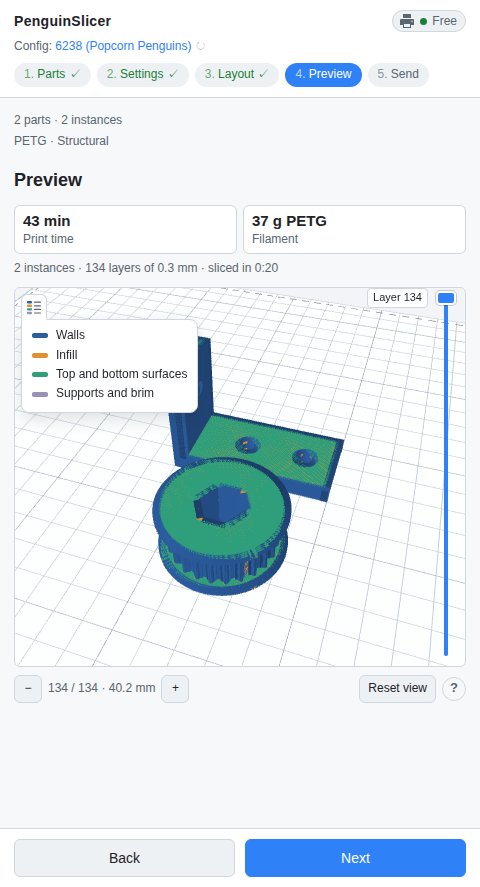 PenguinSlicer
Free
Config: 6238 (Popcorn Penguins)
1. Parts ✓
2. Settings ✓
3. Layout ✓
4. Preview
5. Send
2 parts · 2 instances
PETG · Structural
Preview
43 min
Print time
37 g PETG
Filament
2 instances · 134 layers of 0.3 mm · sliced in 0:20
Layer 134
Walls
Infill
Top and bottom surfaces
Supports and brim
− 134 / 134 · 40.2 mm +
Reset view
?
Back
Next